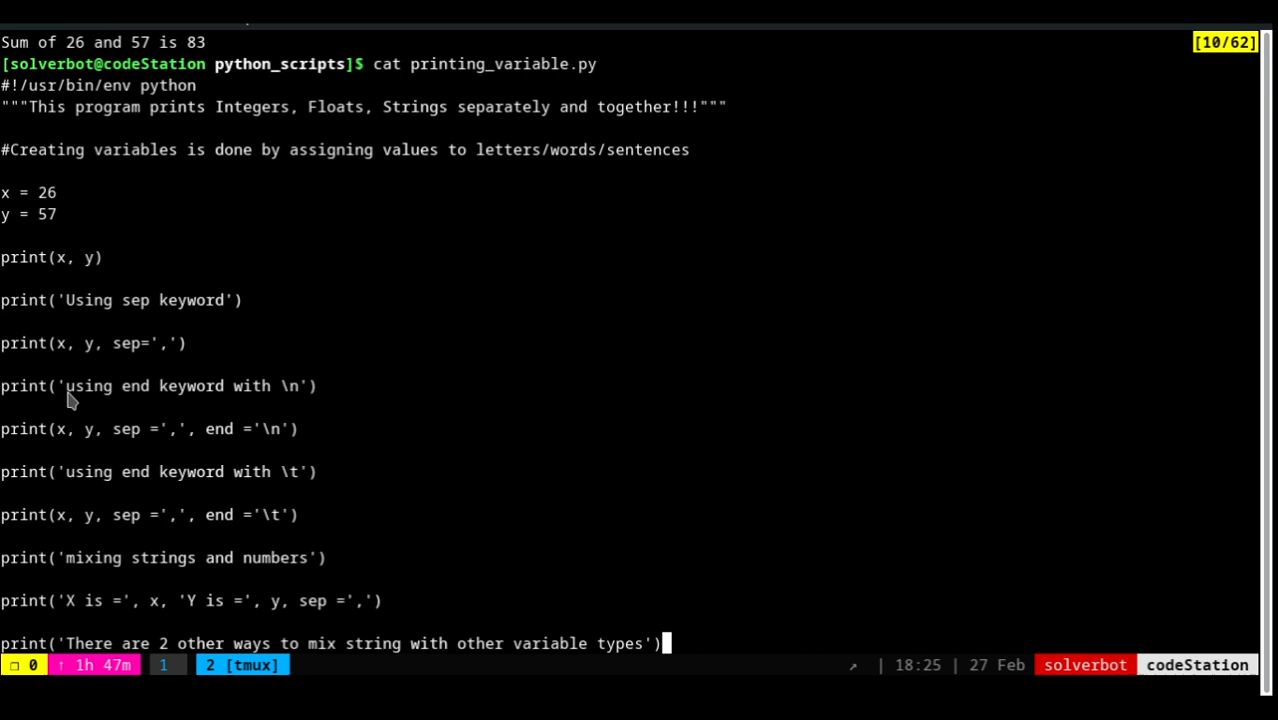 Sum of 26 and 57 is 83
[10/62]
[solverbot@codeStation python_scripts]$ cat printing_variable.py
#!/usr/bin/env python
"""This program prints Integers, Floats, Strings separately and together!!!"""
#Creating variables is done by assigning values to letters/words/sentences
x = 26
y = 57
print(x, y)
print('Using sep keyword')
print(x, y, sep=',')
print('using end keyword with \n')
print(x, y, sep =',', end ='\n')
print('using end keyword with \t')
print(x, y, sep =',', end ='\t')
print('mixing strings and numbers')
print('X is =', x, 'Y is =', y, sep =',')
print('There are 2 other ways to mix string with other variable types')
❐ 0 ↑ 1h 47m 1 2 [tmux] ↗ | 18:25 | 27 Feb solverbot codeStation